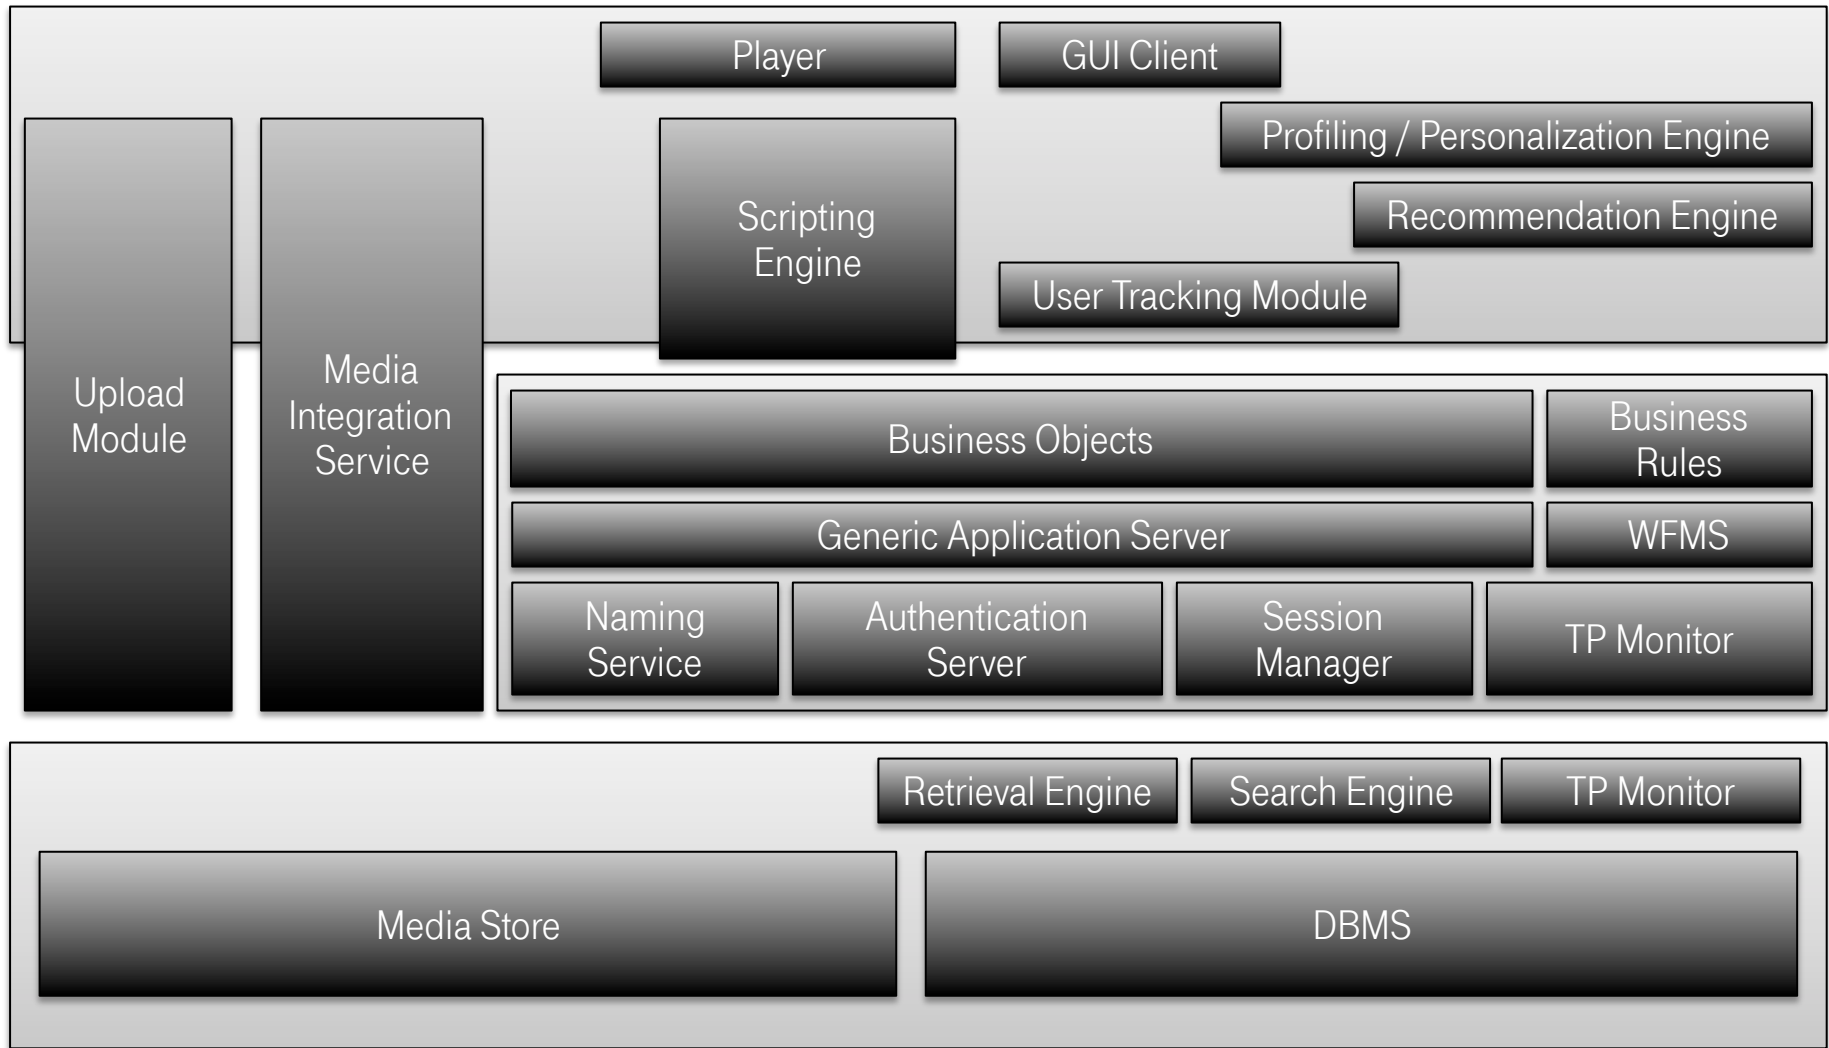 Player
GUI Client
Profiling / Personalization Engine
Recommendation Engine
Scripting
Engine
User Tracking Module
Upload
Module
Media
Integration
Service
Business Objects
Business
Rules
Generic Application Server
WFMS
Naming
Service
Authentication
Server
Session
Manager
TP Monitor
Retrieval Engine
Search Engine
TP Monitor
Media Store
DBMS